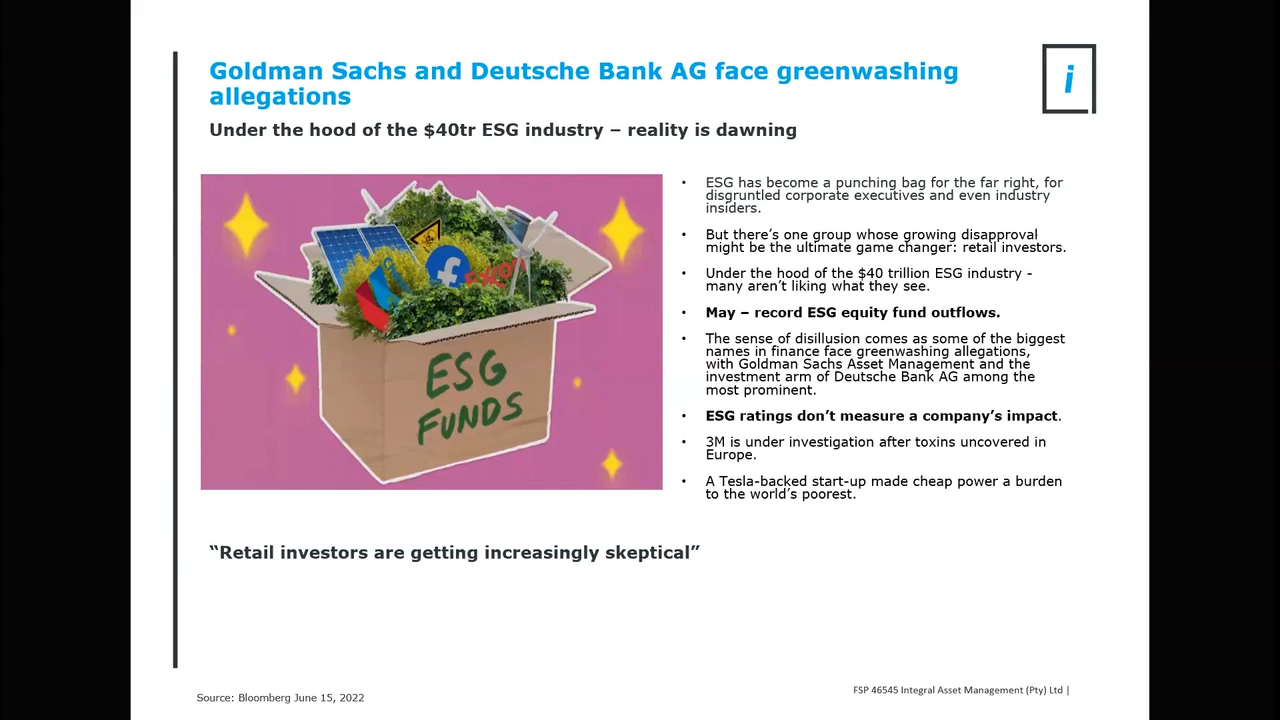 Goldman Sachs and Deutsche Bank AG face greenwashing
allegations
i
Under the hood of the $40tr ESG industry – reality is dawning
EXXON
ESG
FUNDS
• ESG has become a punching bag for the far right, for
disgruntled corporate executives and even industry
insiders.
• But there’s one group whose growing disapproval
might be the ultimate game changer: retail investors.
• Under the hood of the $40 trillion ESG industry -
many aren’t liking what they see.
• May – record ESG equity fund outflows.
• The sense of disillusion comes as some of the biggest
names in finance face greenwashing allegations,
with Goldman Sachs Asset Management and the
investment arm of Deutsche Bank AG among the
most prominent.
• ESG ratings don’t measure a company’s impact.
• 3M is under investigation after toxins uncovered in
Europe.
• A Tesla-backed start-up made cheap power a burden
to the world’s poorest.
“Retail investors are getting increasingly skeptical”
Source: Bloomberg June 15, 2022
FSP 46545 Integral Asset Management (Pty) Ltd |